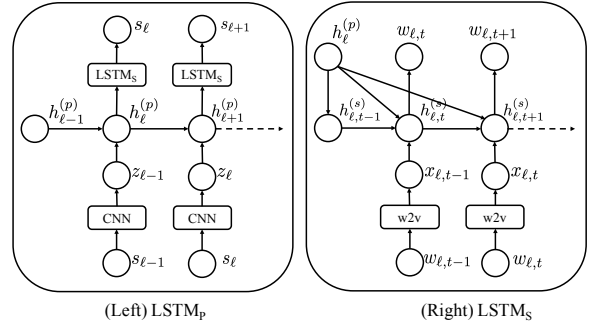 s_ℓ s_{ℓ+1}
LSTM_S LSTM_S
h_{ℓ-1}^{(p)} h_ℓ^{(p)} h_{ℓ+1}^{(p)}
z_{ℓ-1} z_ℓ
CNN CNN
s_{ℓ-1} s_ℓ
(Left) LSTM_P
h_ℓ^{(p)} w_{ℓ,t} w_{ℓ,t+1}
h_{ℓ,t-1}^{(s)} h_{ℓ,t}^{(s)} h_{ℓ,t+1}^{(s)}
x_{ℓ,t-1} x_{ℓ,t}
w2v w2v
w_{ℓ,t-1} w_{ℓ,t}
(Right) LSTM_S